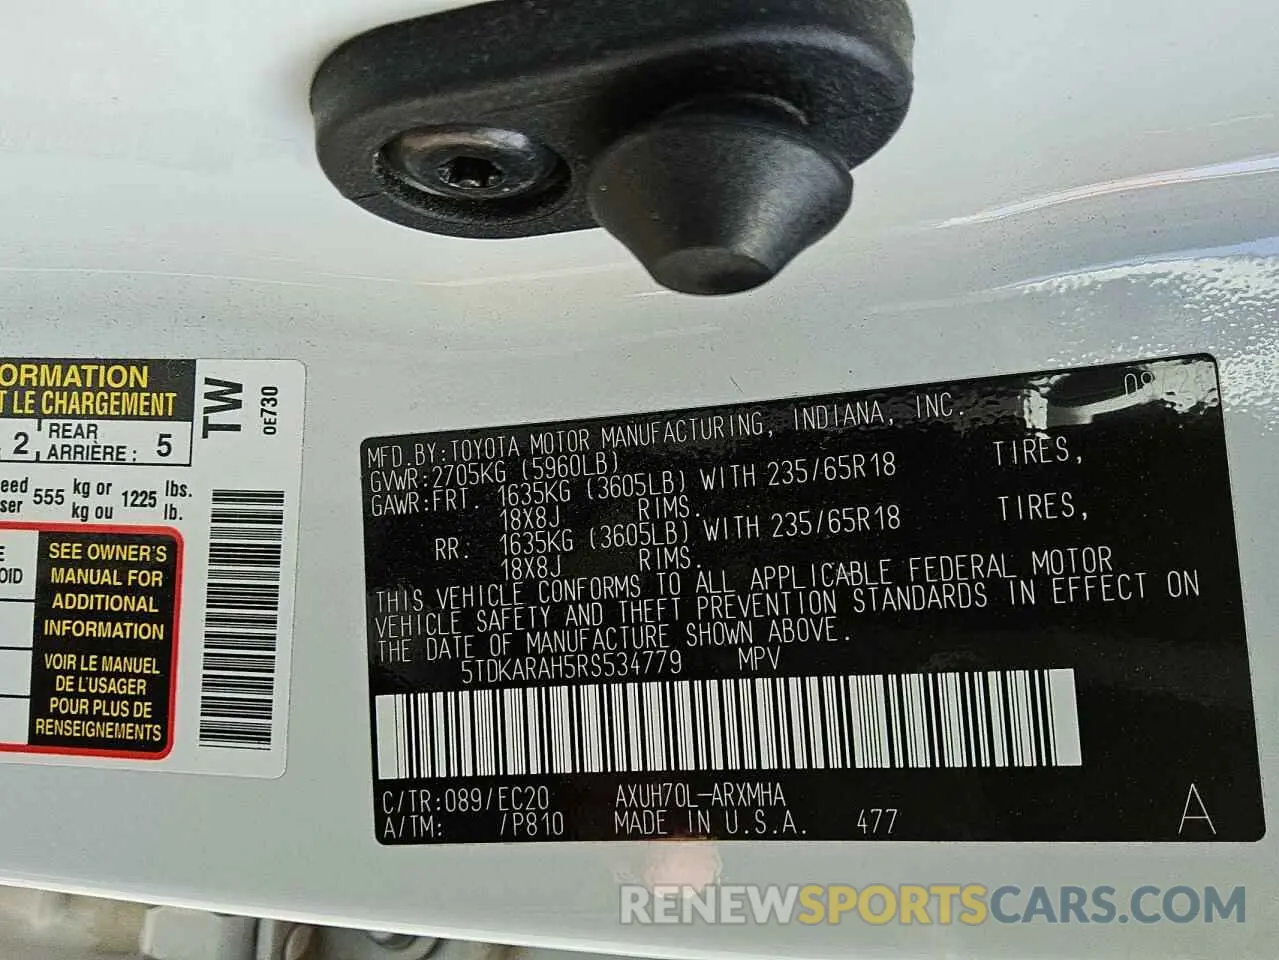 ORMATION
T LE CHARGEMENT
2 REAR ARRIÈRE : 5
555 kg or kg ou 1225 lbs. lb.
TW
OE730
SEE OWNER'S
MANUAL FOR
ADDITIONAL
INFORMATION
VOIR LE MANUEL
DE L'USAGER
POUR PLUS DE
RENSEIGNEMENTS
MFD.BY:TOYOTA MOTOR MANUFACTURING, INDIANA, INC.
GVWR:2705KG (5960LB)
GAWR:FRT. 1635KG (3605LB) WITH 235/65R18 TIRES,
18X8J RIMS.
RR: 1635KG (3605LB) WITH 235/65R18 TIRES,
18X8J RIMS.
THIS VEHICLE CONFORMS TO ALL APPLICABLE FEDERAL MOTOR
VEHICLE SAFETY AND THEFT PREVENTION STANDARDS IN EFFECT ON
THE DATE OF MANUFACTURE SHOWN ABOVE.
5TDKARAH5RS534779 MPV
C/TR:089/EC20 AXUH70L-ARXMHA
A/TM: /P810 MADE IN U.S.A. 477
A
RENEWSPORTSCARS.COM